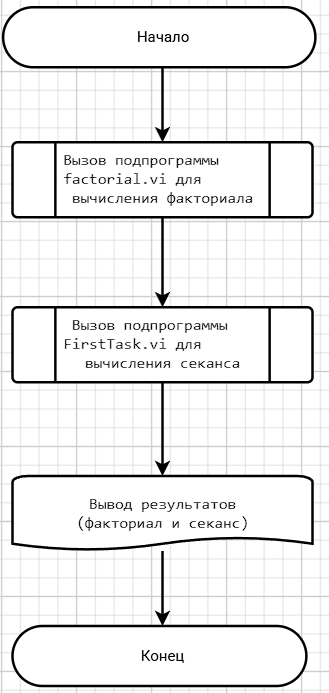 Начало
Вызов подпрограммы
factorial.vi для
вычисления факториала
Вызов подпрограммы
FirstTask.vi для
вычисления секанса
Вывод результатов
(факториал и секанс)
Конец